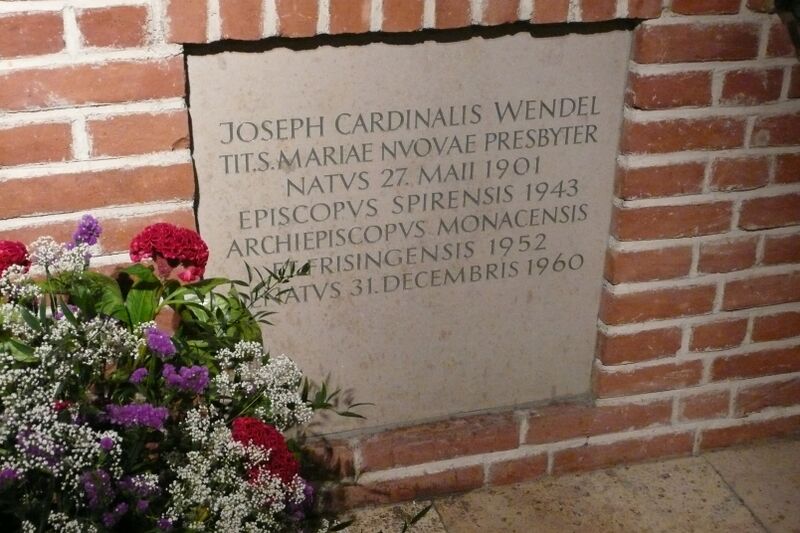 JOSEPH CARDINALIS WENDEL
TIT. S. MARIAE NVOVAE PRESBYTER
NATVS 27. MAII 1901
EPISCOPVS SPIRENSIS 1943
ARCHIEPISCOPVS MONACENSIS
ET FRISINGENSIS 1952
NATVS 31. DECEMBRIS 1960